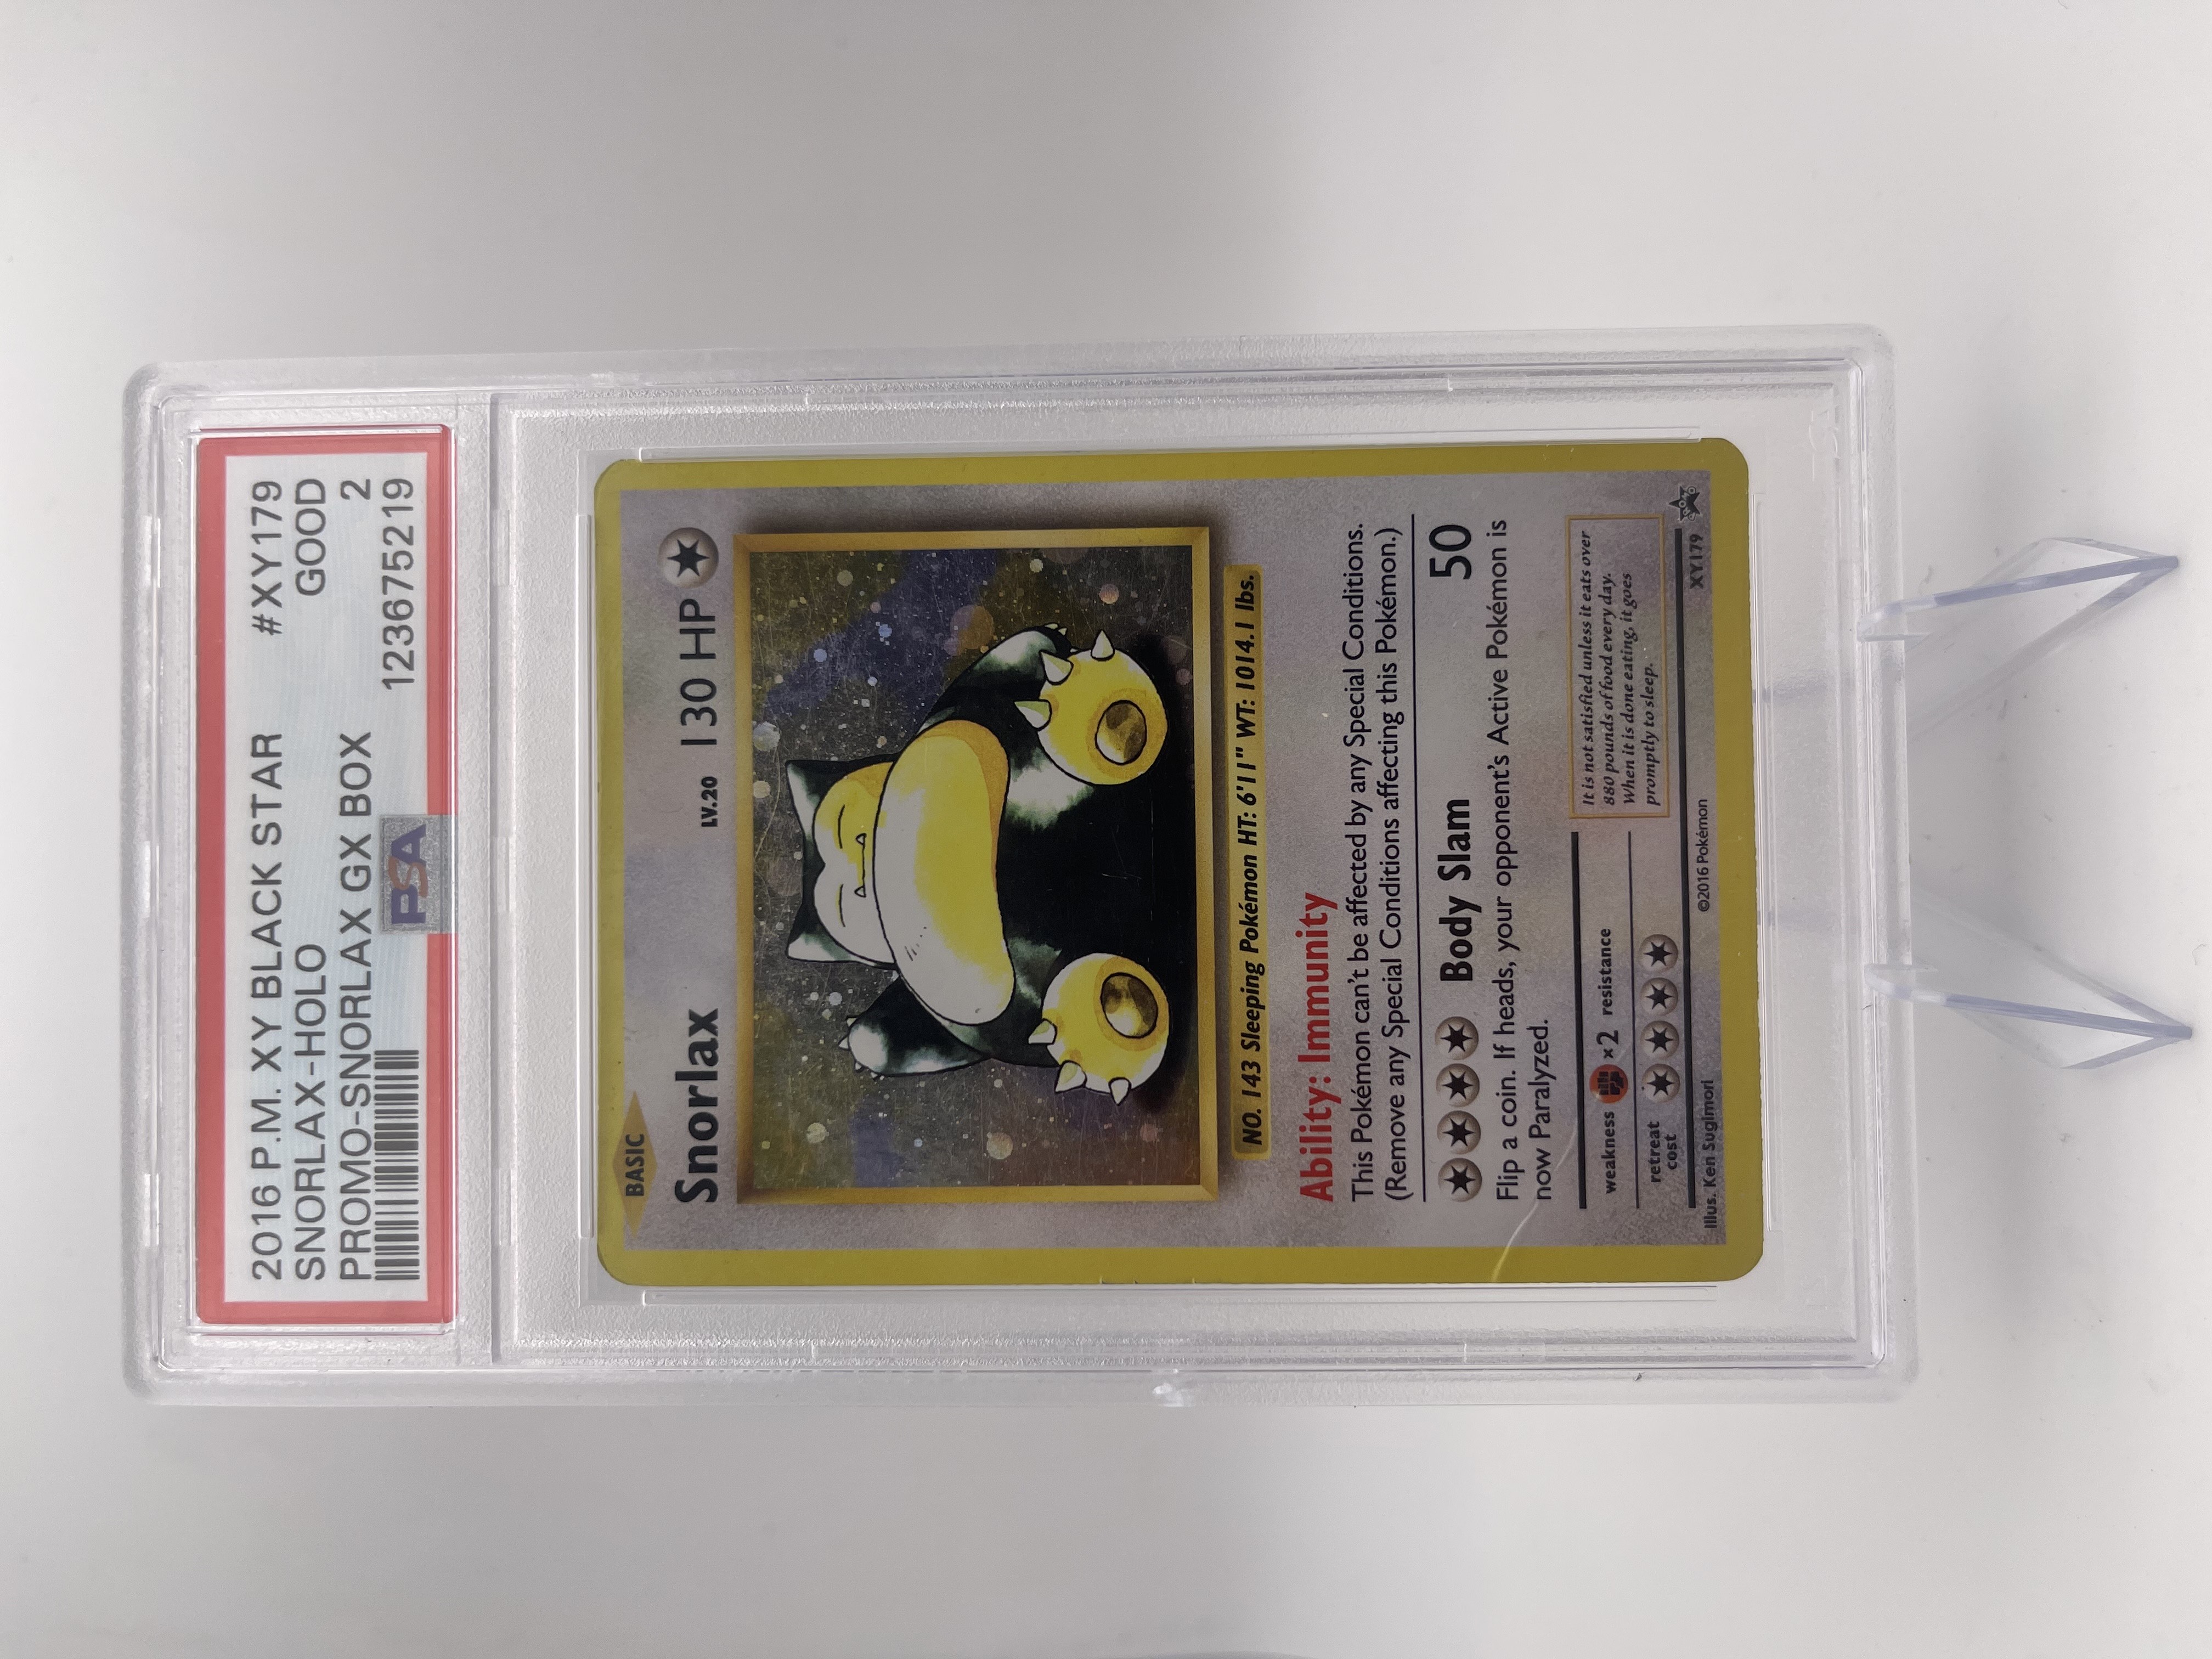 2016 P.M. XY BLACK STAR #XY179
SNORLAX-HOLO GOOD
PROMO-SNORLAX GX BOX 2
PSA 123675219
BASIC
Snorlax LV.20 130 HP
NO. 143 Sleeping Pokémon HT: 6'11" WT: 1014.1 lbs.
Ability: Immunity
This Pokémon can't be affected by any Special Conditions.
(Remove any Special Conditions affecting this Pokémon.)
Body Slam 50
Flip a coin. If heads, your opponent's Active Pokémon is
now Paralyzed.
weakness ×2 resistance
retreat
cost
It is not satisfied unless it eats over
880 pounds of food every day.
When it is done eating, it goes
promptly to sleep.
Illus. Ken Sugimori ©2016 Pokémon XY179 PROMO